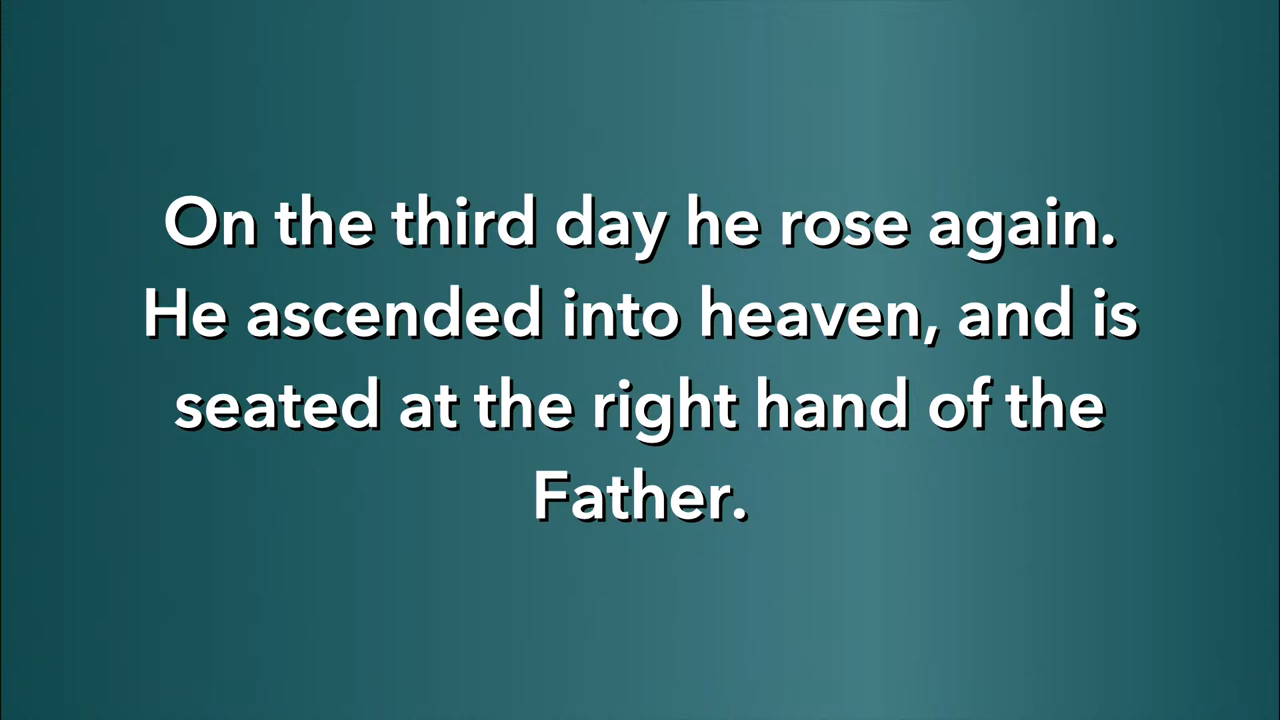 On the third day he rose again.
He ascended into heaven, and is
seated at the right hand of the
Father.